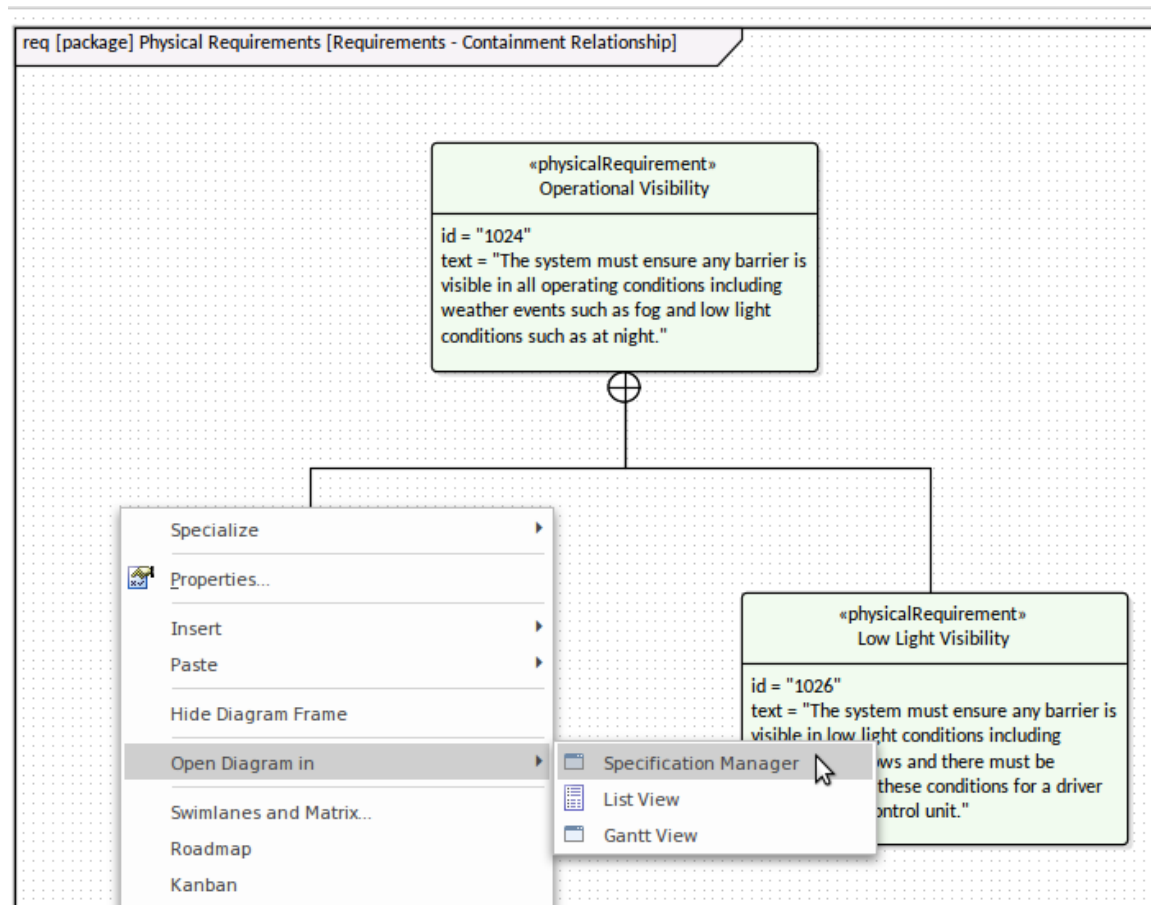 req [package] Physical Requirements [Requirements - Containment Relationship]
«physicalRequirement»
Operational Visibility
id = "1024"
text = "The system must ensure any barrier is
visible in all operating conditions including
weather events such as fog and low light
conditions such as at night."
Specialize
Properties...
Insert
Paste
Hide Diagram Frame
Open Diagram in
Swimlanes and Matrix...
Roadmap
Kanban
Specification Manager
List View
Gantt View
«physicalRequirement»
Low Light Visibility
id = "1026"
text = "The system must ensure any barrier is
visible in low light conditions including
and there must be
these conditions for a driver
unit."